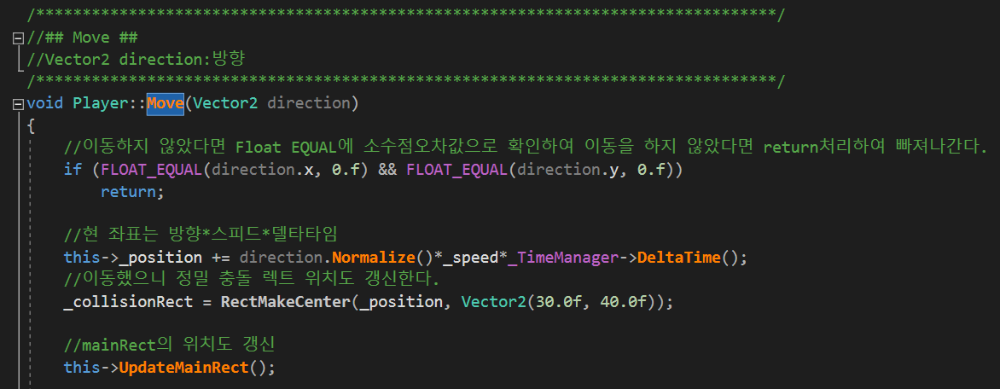 /********************************************************************************/
//## Move ##
//Vector2 direction:방향
/********************************************************************************/
void Player::Move(Vector2 direction)
{
//이동하지 않았다면 Float EQUAL에 소수점오차값으로 확인하여 이동을 하지 않았다면 return처리하여 빠져나간다.
if (FLOAT_EQUAL(direction.x, 0.f) && FLOAT_EQUAL(direction.y, 0.f))
return;
//현 좌표는 방향*스피드*델타타임
this->_position += direction.Normalize()*_speed*_TimeManager->DeltaTime();
//이동했으니 정밀 충돌 렉트 위치도 갱신한다.
_collisionRect = RectMakeCenter(_position, Vector2(30.0f, 40.0f));
//mainRect의 위치도 갱신
this->UpdateMainRect();